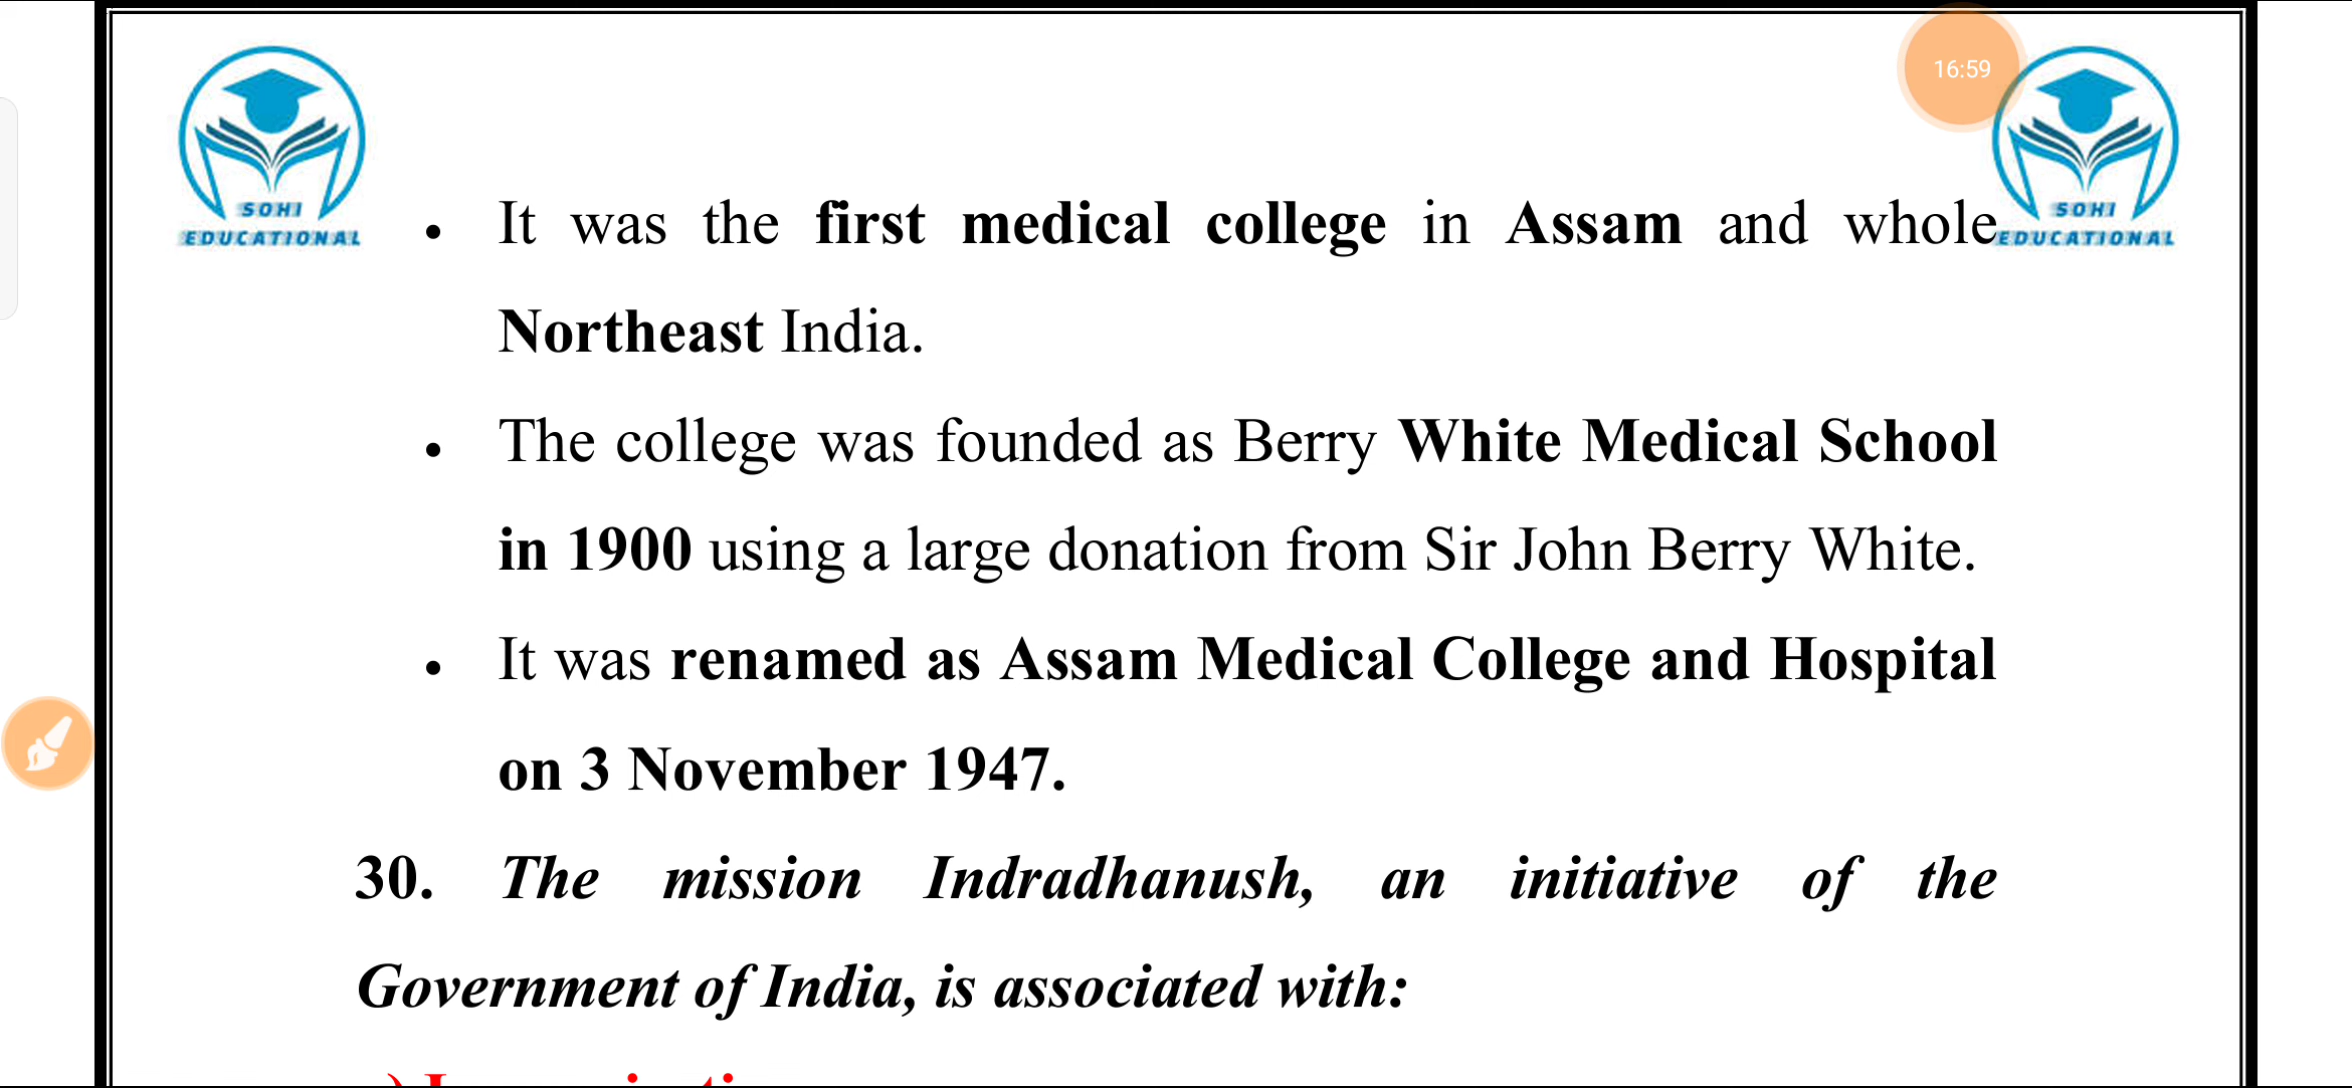 16:59
SOHI
EDUCATIONAL
SOHI
EDUCATIONAL
• It was the first medical college in Assam and whole
Northeast India.
• The college was founded as Berry White Medical School
in 1900 using a large donation from Sir John Berry White.
• It was renamed as Assam Medical College and Hospital
on 3 November 1947.
30. The mission Indradhanush, an initiative of the
Government of India, is associated with: